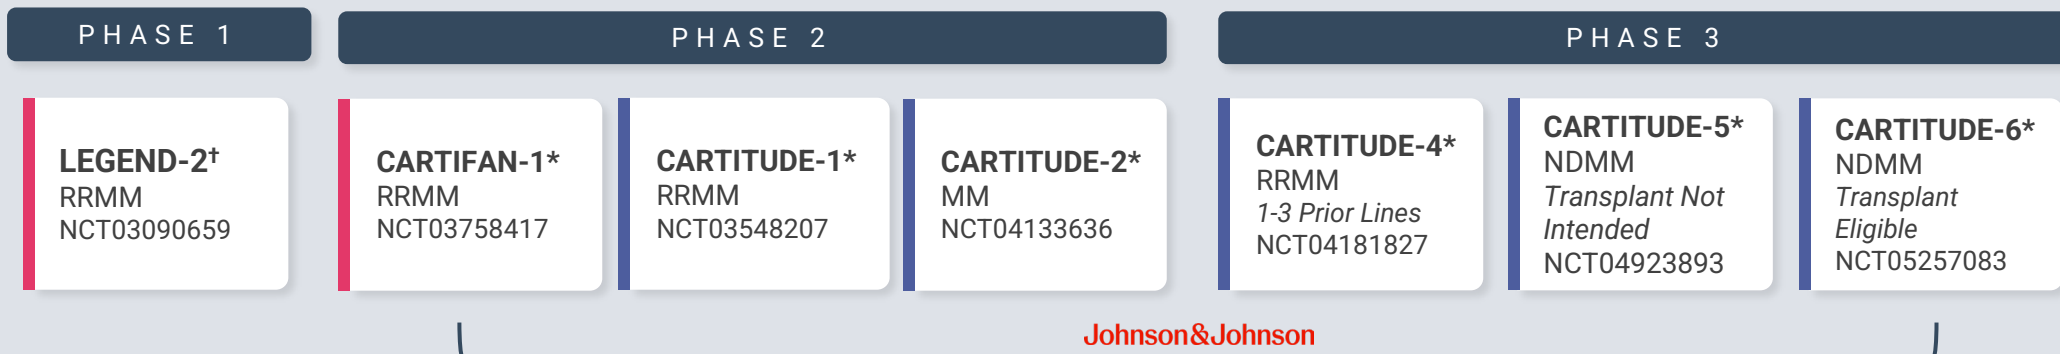 PHASE 1
PHASE 2
PHASE 3
LEGEND-2†
RRMM
NCT03090659
CARTIFAN-1*
RRMM
NCT03758417
CARTITUDE-1*
RRMM
NCT03548207
CARTITUDE-2*
MM
NCT04133636
CARTITUDE-4*
RRMM
1-3 Prior Lines
NCT04181827
CARTITUDE-5*
NDMM
Transplant Not
Intended
NCT04923893
CARTITUDE-6*
NDMM
Transplant
Eligible
NCT05257083
Johnson&Johnson